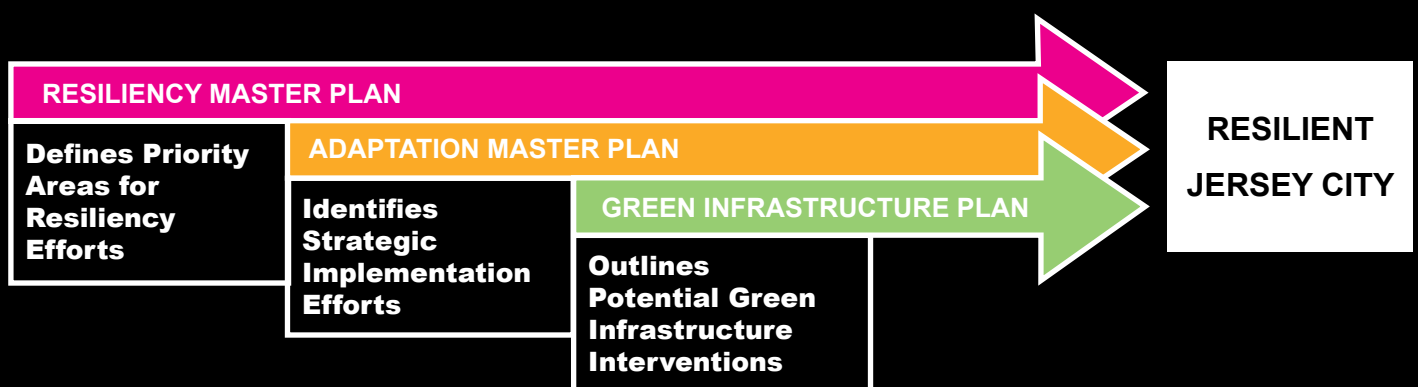 RESILIENCY MASTER PLAN
Defines Priority
Areas for
Resiliency
Efforts
ADAPTATION MASTER PLAN
Identifies
Strategic
Implementation
Efforts
GREEN INFRASTRUCTURE PLAN
Outlines
Potential Green
Infrastructure
Interventions
RESILIENT
JERSEY CITY